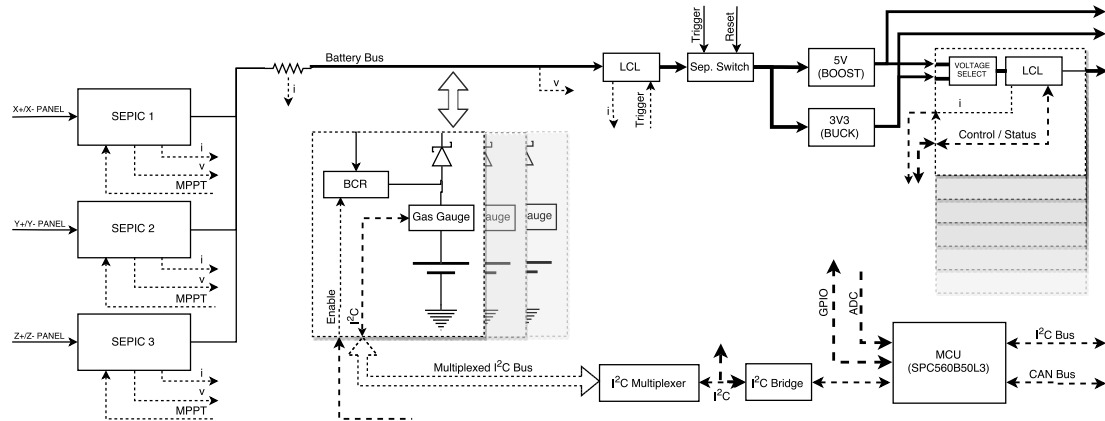 X+/X- PANEL
SEPIC 1
i
v
MPPT
Y+/Y- PANEL
SEPIC 2
i
v
MPPT
Z+/Z- PANEL
SEPIC 3
i
v
MPPT
i
Battery Bus
v
BCR
Gas Gauge
auge
auge
Enable
I²C
Multiplexed I²C Bus
LCL
i
Trigger
Trigger
Reset
Sep. Switch
5V
(BOOST)
3V3
(BUCK)
VOLTAGE
SELECT
LCL
i
Control / Status
I²C Multiplexer
I²C
I²C Bridge
GPIO
ADC
MCU
(SPC560B50L3)
I²C Bus
CAN Bus